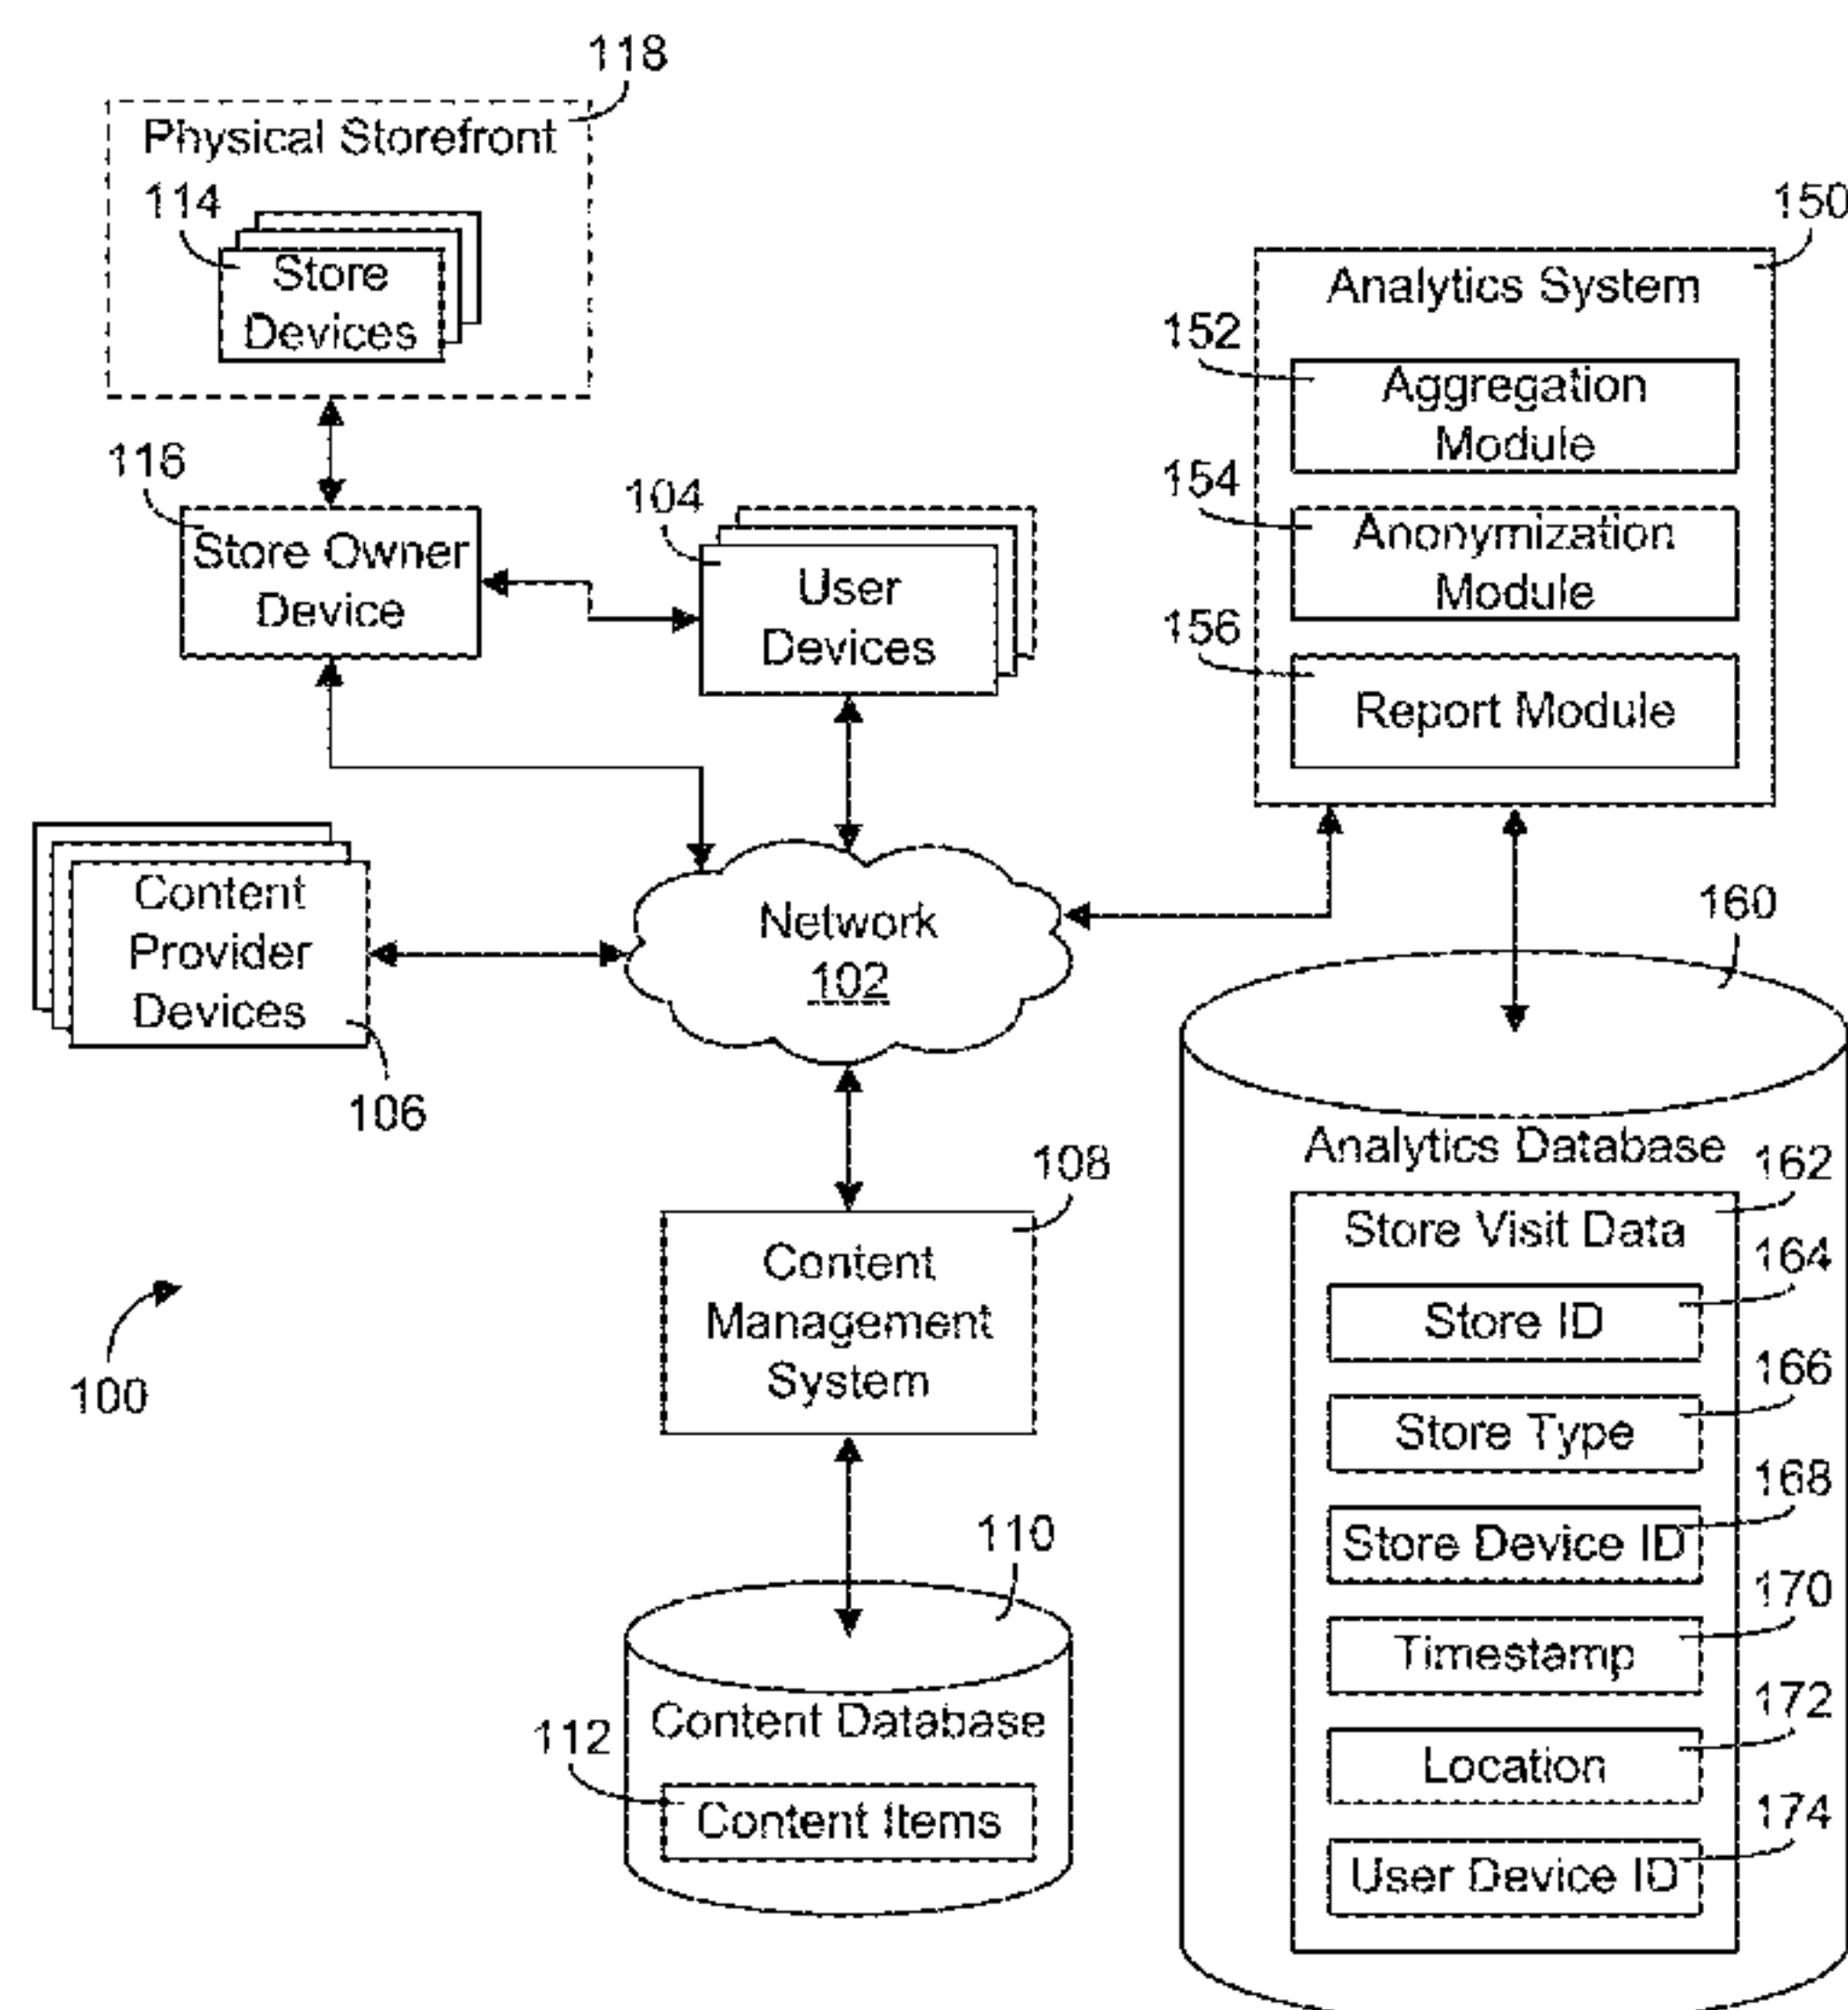 118
Physical Storefront
114
Store
Devices
116
Store Owner
Device
104
User
Devices
150
Analytics System
152
Aggregation
Module
154
Anonymization
Module
156
Report Module
Content
Provider
Devices
106
Network
102
160
Analytics Database
162
Store Visit Data
164
Store ID
166
Store Type
168
Store Device ID
170
Timestamp
172
Location
174
User Device ID
108
Content
Management
System
100
110
Content Database
112
Content Items